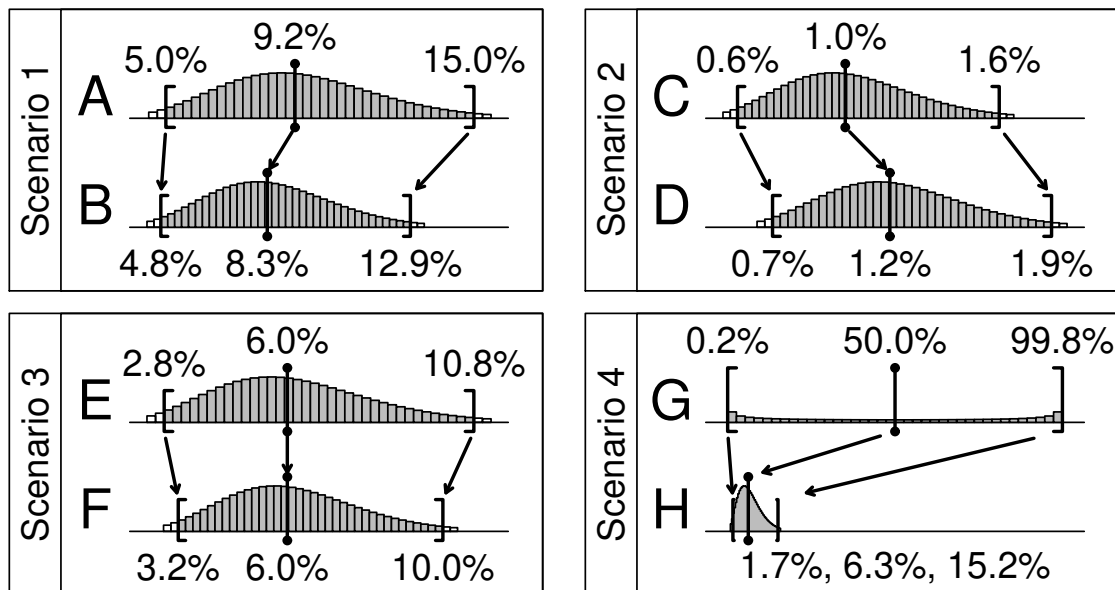 Scenario 1
9.2%
5.0% 15.0%
A
B
4.8% 8.3% 12.9%
Scenario 2
1.0%
0.6% 1.6%
C
D
0.7% 1.2% 1.9%
Scenario 3
6.0%
2.8% 10.8%
E
F
3.2% 6.0% 10.0%
Scenario 4
0.2% 50.0% 99.8%
G
H
1.7%, 6.3%, 15.2%